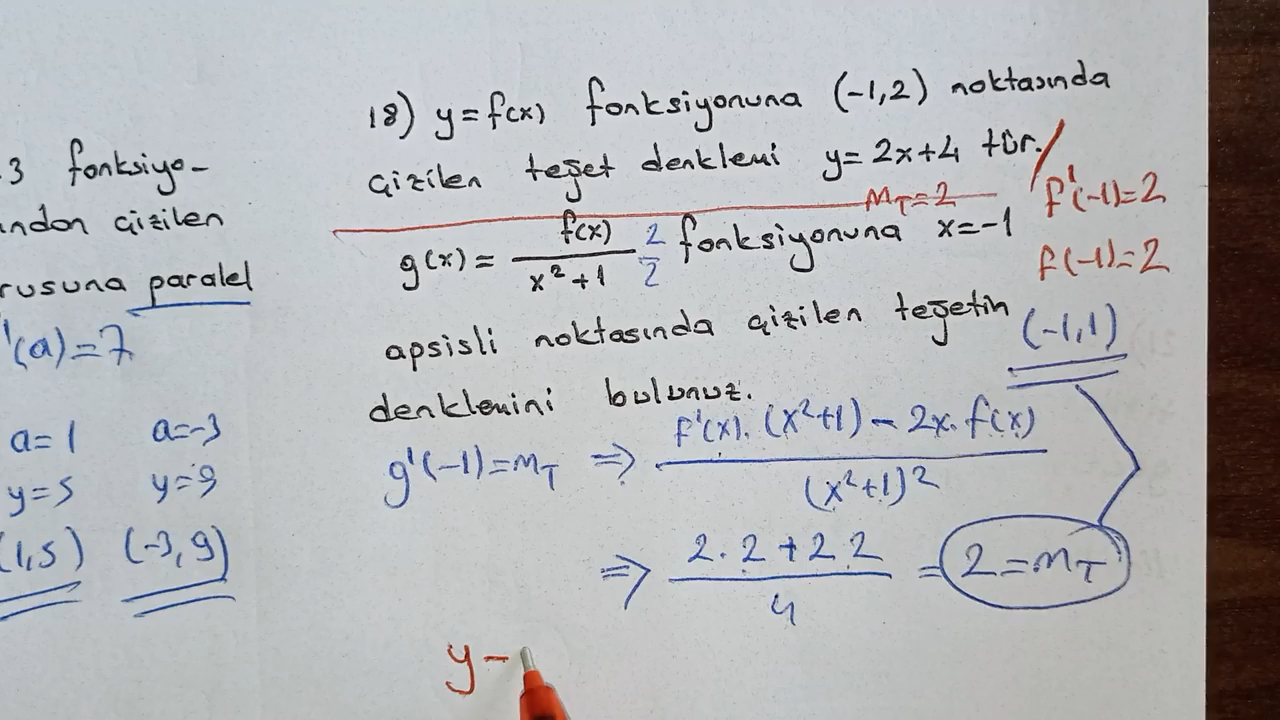 3 fonksiyo-
ından çizilen
rusuna paralel
'(a)=7
a=1 a=-3
y=5 y=9
(1,5) (-3,9)
18) y=f(x) fonksiyonuna (-1,2) noktasında
çizilen teğet denklemi y=2x+4 tür.
m_T=2 f'(-1)=2
g(x)= f(x)/(x²+1) 2/2 fonksiyonuna x=-1
f(-1)=2
apsisli noktasında çizilen teğetin (-1,1)
denklemini bulunuz.
g'(-1)=m_T ⇒ (f'(x).(x²+1)-2x.f(x))/(x²+1)²
⇒ (2.2+2.2)/4 = 2=m_T
y-